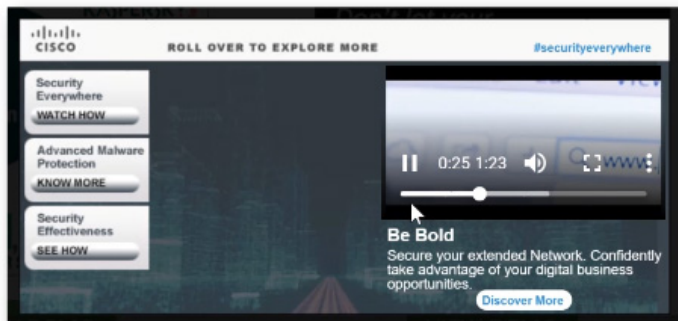 CISCO
ROLL OVER TO EXPLORE MORE
#securityeverywhere
Security
Everywhere
WATCH HOW
Advanced Malware
Protection
KNOW MORE
Security
Effectiveness
SEE HOW
www.
0:25 1:23
Be Bold
Secure your extended Network. Confidently
take advantage of your digital business
opportunities.
Discover More